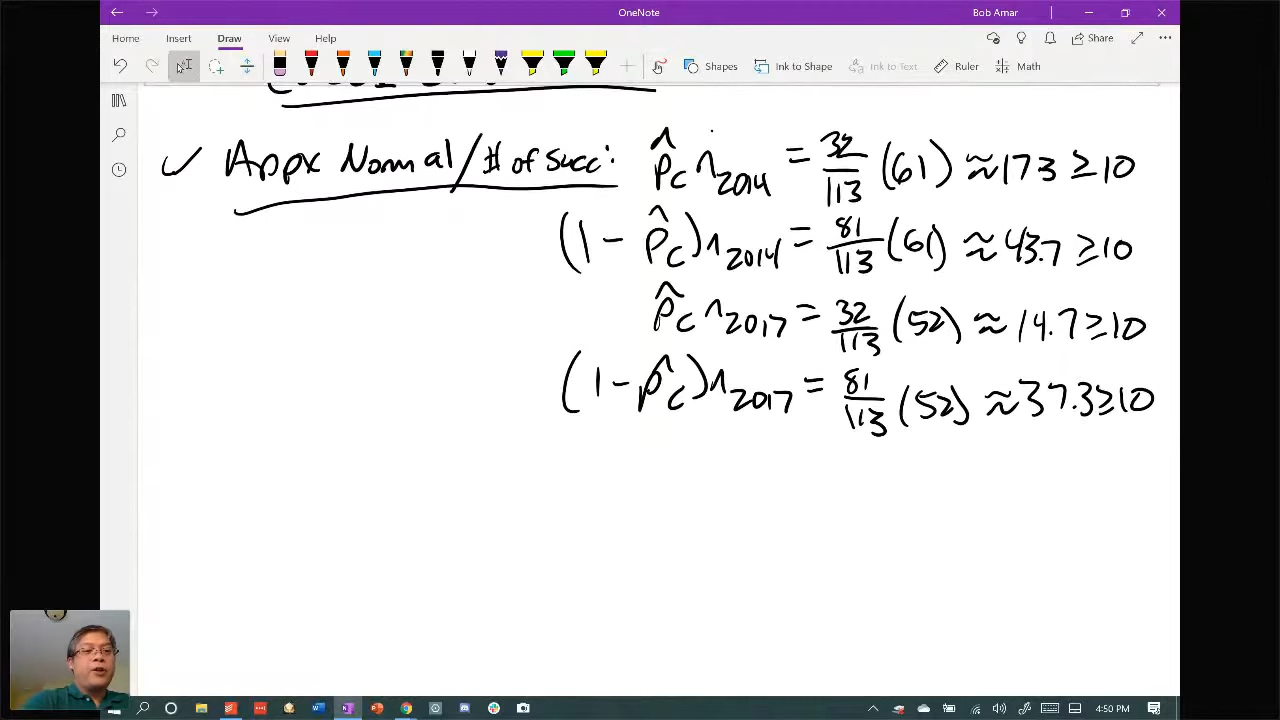 OneNote
Bob Amar
Home Insert Draw View Help
Share
Shapes Ink to Shape Ink to Text Ruler Math
✓ Appx Normal/# of Succ: p̂c n2014 = 32/113 (61) ≈ 173 ≥ 10
(1 - p̂c) n2014 = 81/113 (61) ≈ 43.7 ≥ 10
p̂c n2017 = 32/113 (52) ≈ 14.7 ≥ 10
(1 - p̂c) n2017 = 81/113 (52) ≈ 37.3 ≥ 10
4:50 PM